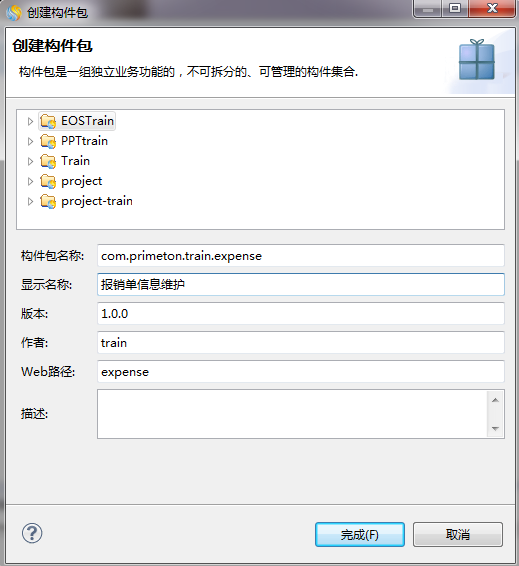 创建构件包
创建构件包
构件包是一组独立业务功能的，不可拆分的、可管理的构件集合.
EOSTrain
PPTtrain
Train
project
project-train
构件包名称: com.primeton.train.expense
显示名称: 报销单信息维护
版本: 1.0.0
作者: train
Web路径: expense
描述:
完成(F) 取消